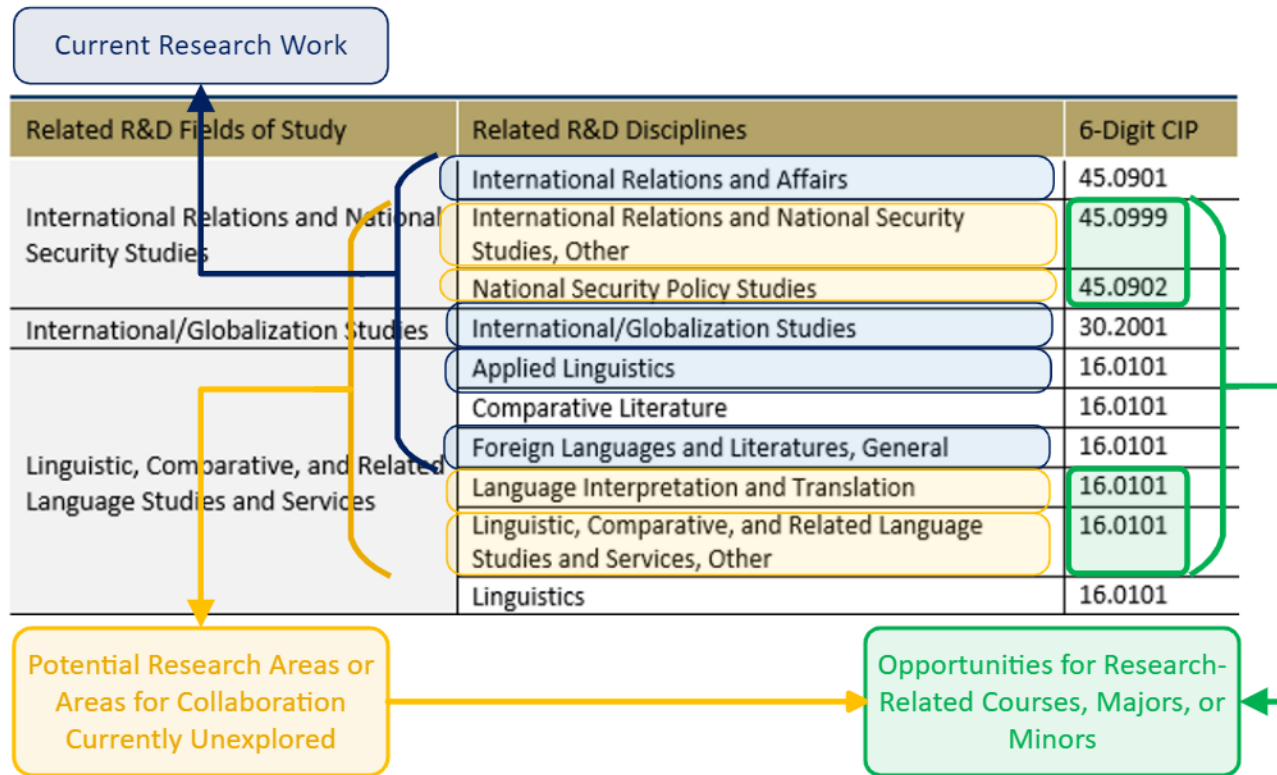 Current Research Work
Related R&D Fields of Study
Related R&D Disciplines
6-Digit CIP
International Relations and National
Security Studies
International Relations and Affairs
45.0901
International Relations and National Security
Studies, Other
45.0999
National Security Policy Studies
45.0902
International/Globalization Studies
International/Globalization Studies
30.2001
Linguistic, Comparative, and Related
Language Studies and Services
Applied Linguistics
16.0101
Comparative Literature
16.0101
Foreign Languages and Literatures, General
16.0101
Language Interpretation and Translation
16.0101
Linguistic, Comparative, and Related Language
Studies and Services, Other
16.0101
Linguistics
16.0101
Potential Research Areas or
Areas for Collaboration
Currently Unexplored
Opportunities for Research-
Related Courses, Majors, or
Minors